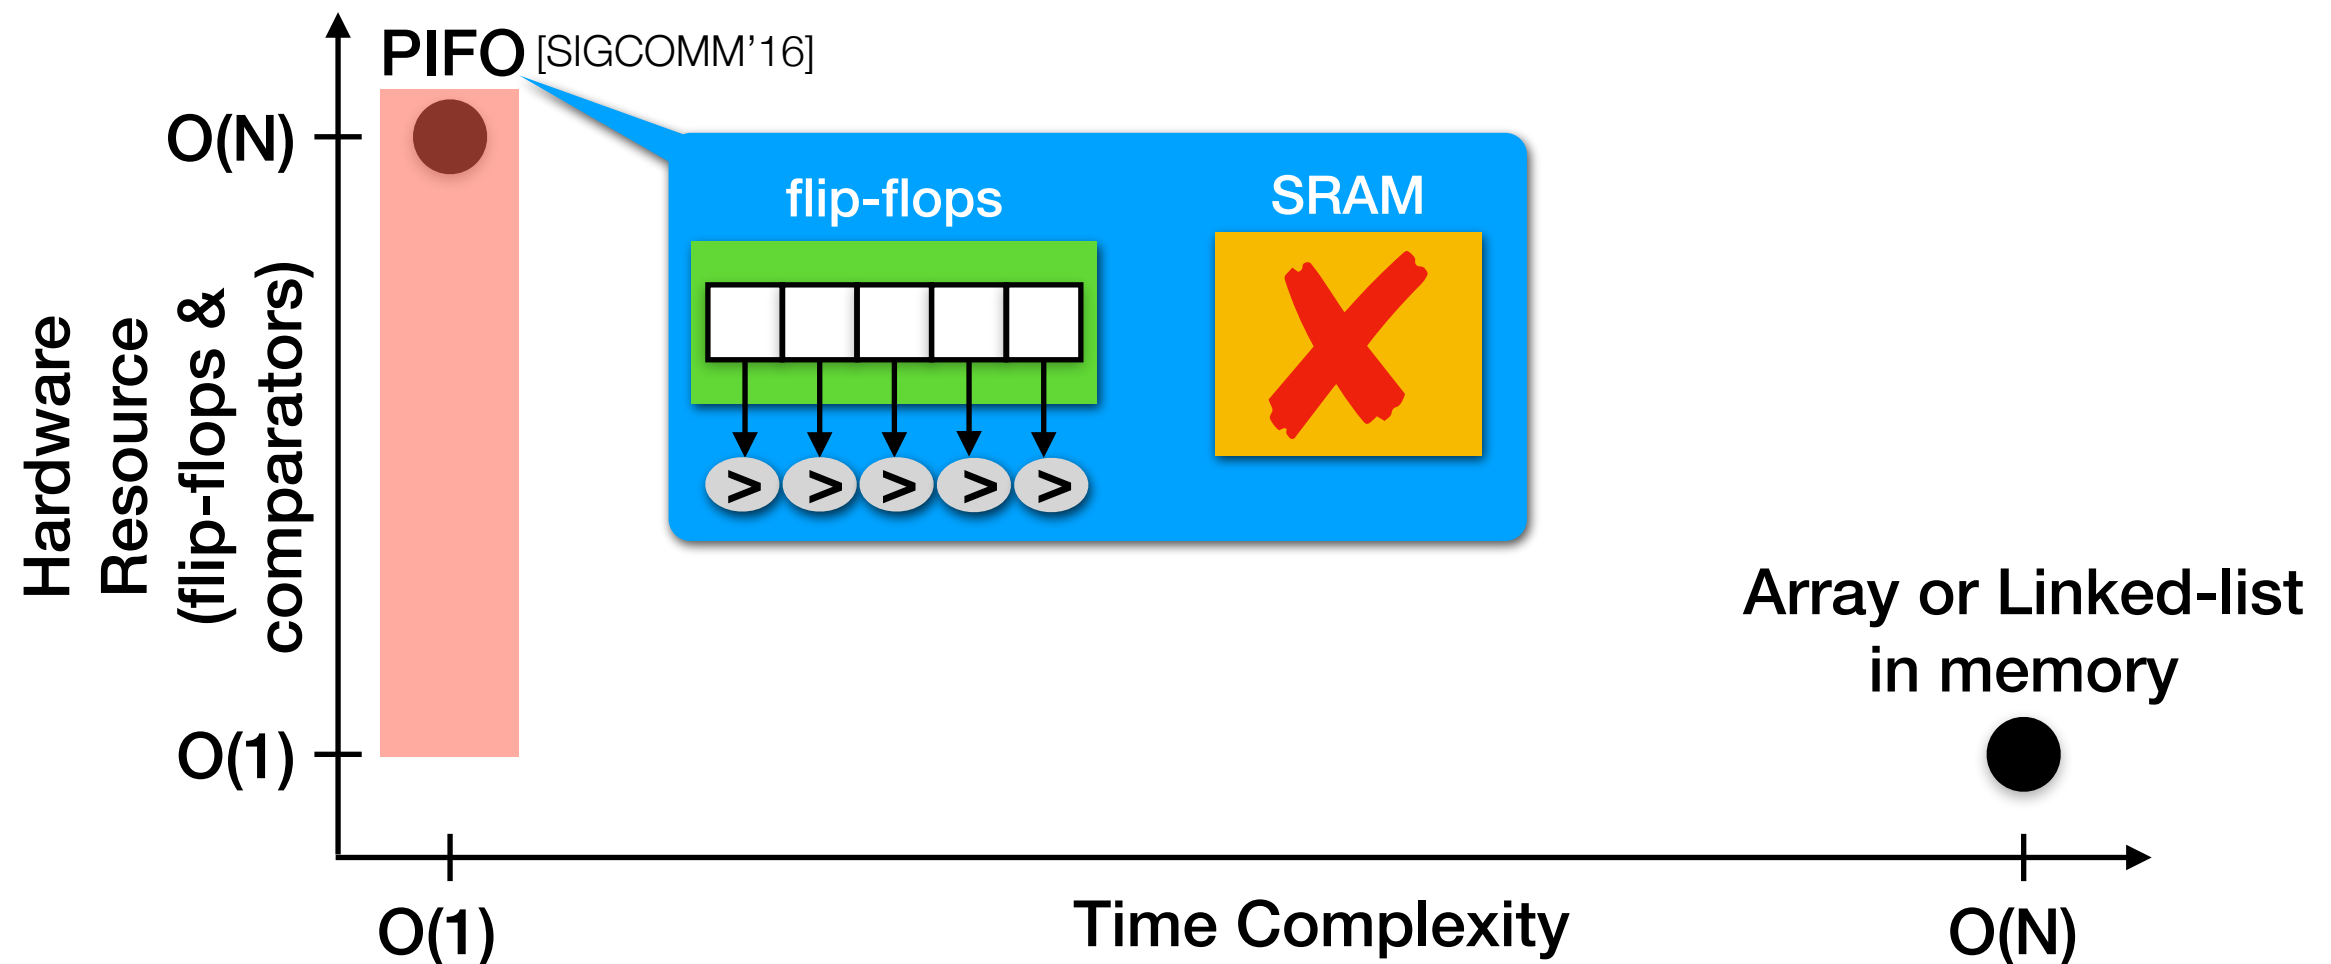 PIFO [SIGCOMM'16]
O(N)
Hardware
Resource
(flip-flops &
comparators)
O(1)
flip-flops
SRAM
> > > > >
Array or Linked-list
in memory
O(1)
Time Complexity
O(N)